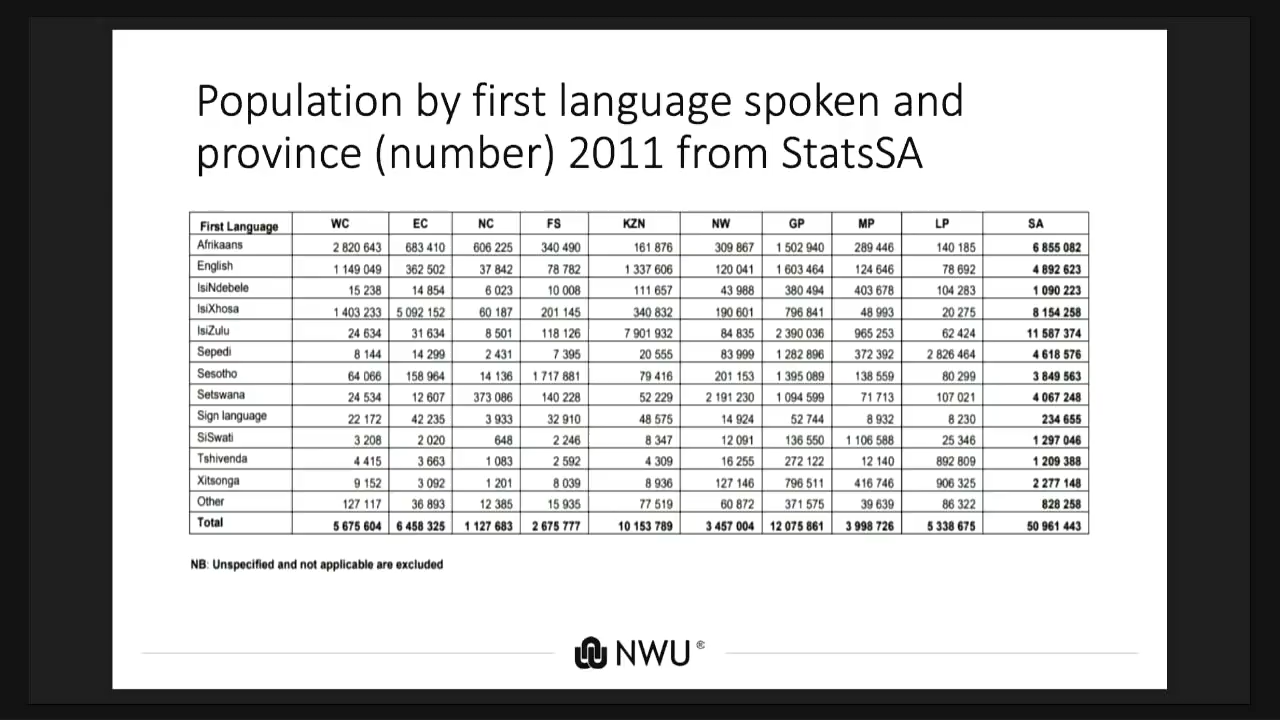 Population by first language spoken and
province (number) 2011 from StatsSA
First Language WC EC NC FS KZN NW GP MP LP SA
Afrikaans 2 820 643 683 410 606 225 340 490 161 876 309 867 1 502 940 289 446 140 185 6 855 082
English 1 149 049 362 502 37 842 78 782 1 337 606 120 041 1 603 464 124 646 78 692 4 892 623
IsiNdebele 15 238 14 854 6 023 10 008 111 657 43 988 380 494 403 678 104 283 1 090 223
IsiXhosa 1 403 233 5 092 152 60 187 201 145 340 832 190 601 796 841 48 993 20 275 8 154 258
IsiZulu 24 634 31 634 8 501 118 126 7 901 932 84 835 2 390 036 965 253 62 424 11 587 374
Sepedi 8 144 14 299 2 431 7 395 20 555 83 999 1 282 896 372 392 2 826 464 4 618 576
Sesotho 64 066 158 964 14 136 1 717 881 79 416 201 153 1 395 089 138 559 80 299 3 849 563
Setswana 24 534 12 607 373 086 140 228 52 229 2 191 230 1 094 599 71 713 107 021 4 067 248
Sign language 22 172 42 235 3 933 32 910 48 575 14 924 52 744 8 932 8 230 234 655
SiSwati 3 208 2 020 648 2 246 8 347 12 091 136 550 1 106 588 25 346 1 297 046
Tshivenda 4 415 3 663 1 083 2 592 4 309 16 255 272 122 12 140 892 809 1 209 388
Xitsonga 9 152 3 092 1 201 8 039 8 936 127 146 796 511 416 746 906 325 2 277 148
Other 127 117 36 893 12 385 15 935 77 519 60 872 371 575 39 639 86 322 828 258
Total 5 675 604 6 458 325 1 127 683 2 675 777 10 153 789 3 457 004 12 075 861 3 998 726 5 338 675 50 961 443
NB: Unspecified and not applicable are excluded
NWU ®